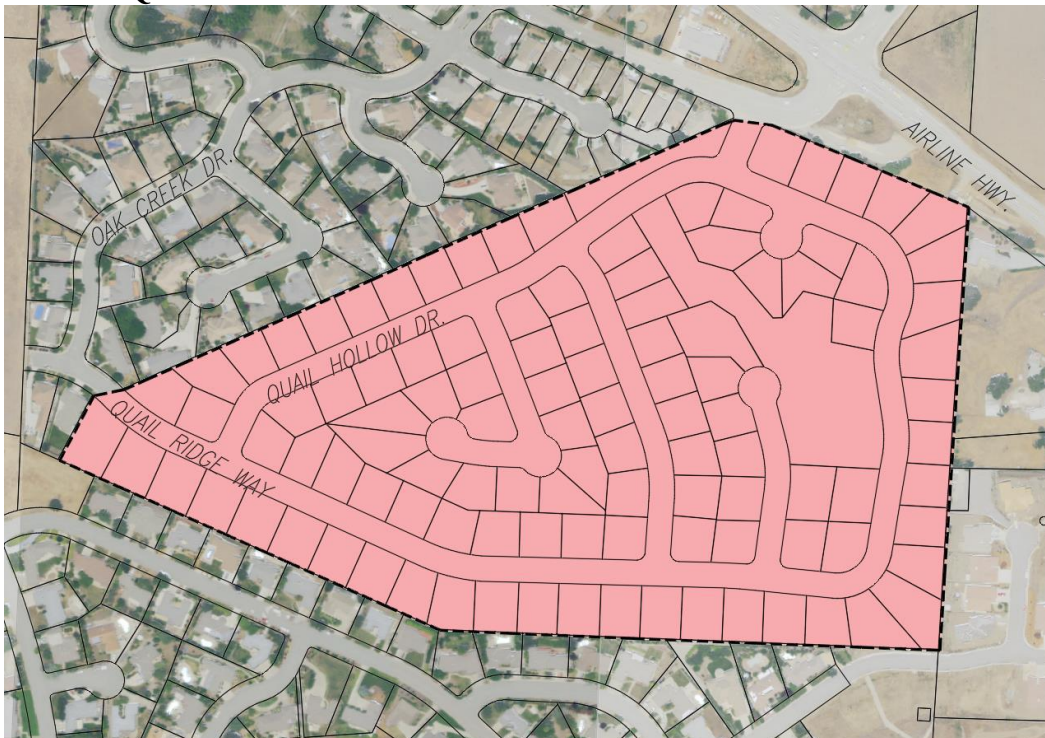 AIRLINE HWY.
OAK CREEK DR.
QUAIL HOLLOW DR.
QUAIL RIDGE WAY